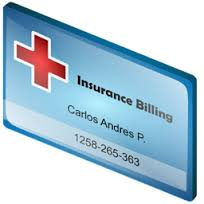 Insurance Billing
Carlos Andres P.
1258-265-363